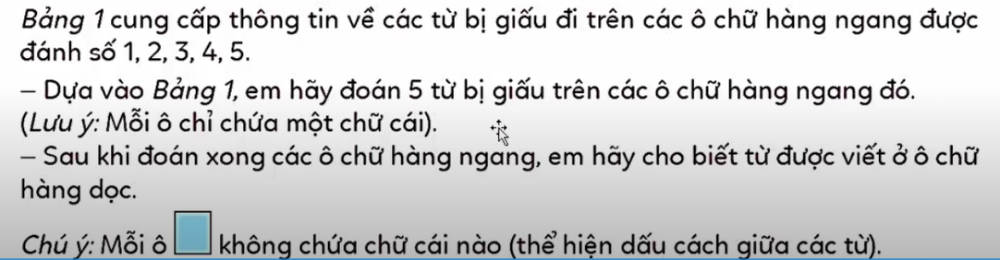 Bảng 1 cung cấp thông tin về các từ bị giấu đi trên các ô chữ hàng ngang được
đánh số 1, 2, 3, 4, 5.
– Dựa vào Bảng 1, em hãy đoán 5 từ bị giấu trên các ô chữ hàng ngang đó.
(Lưu ý: Mỗi ô chỉ chứa một chữ cái).
– Sau khi đoán xong các ô chữ hàng ngang, em hãy cho biết từ được viết ở ô chữ
hàng dọc.
Chú ý: Mỗi ô không chứa chữ cái nào (thể hiện dấu cách giữa các từ).